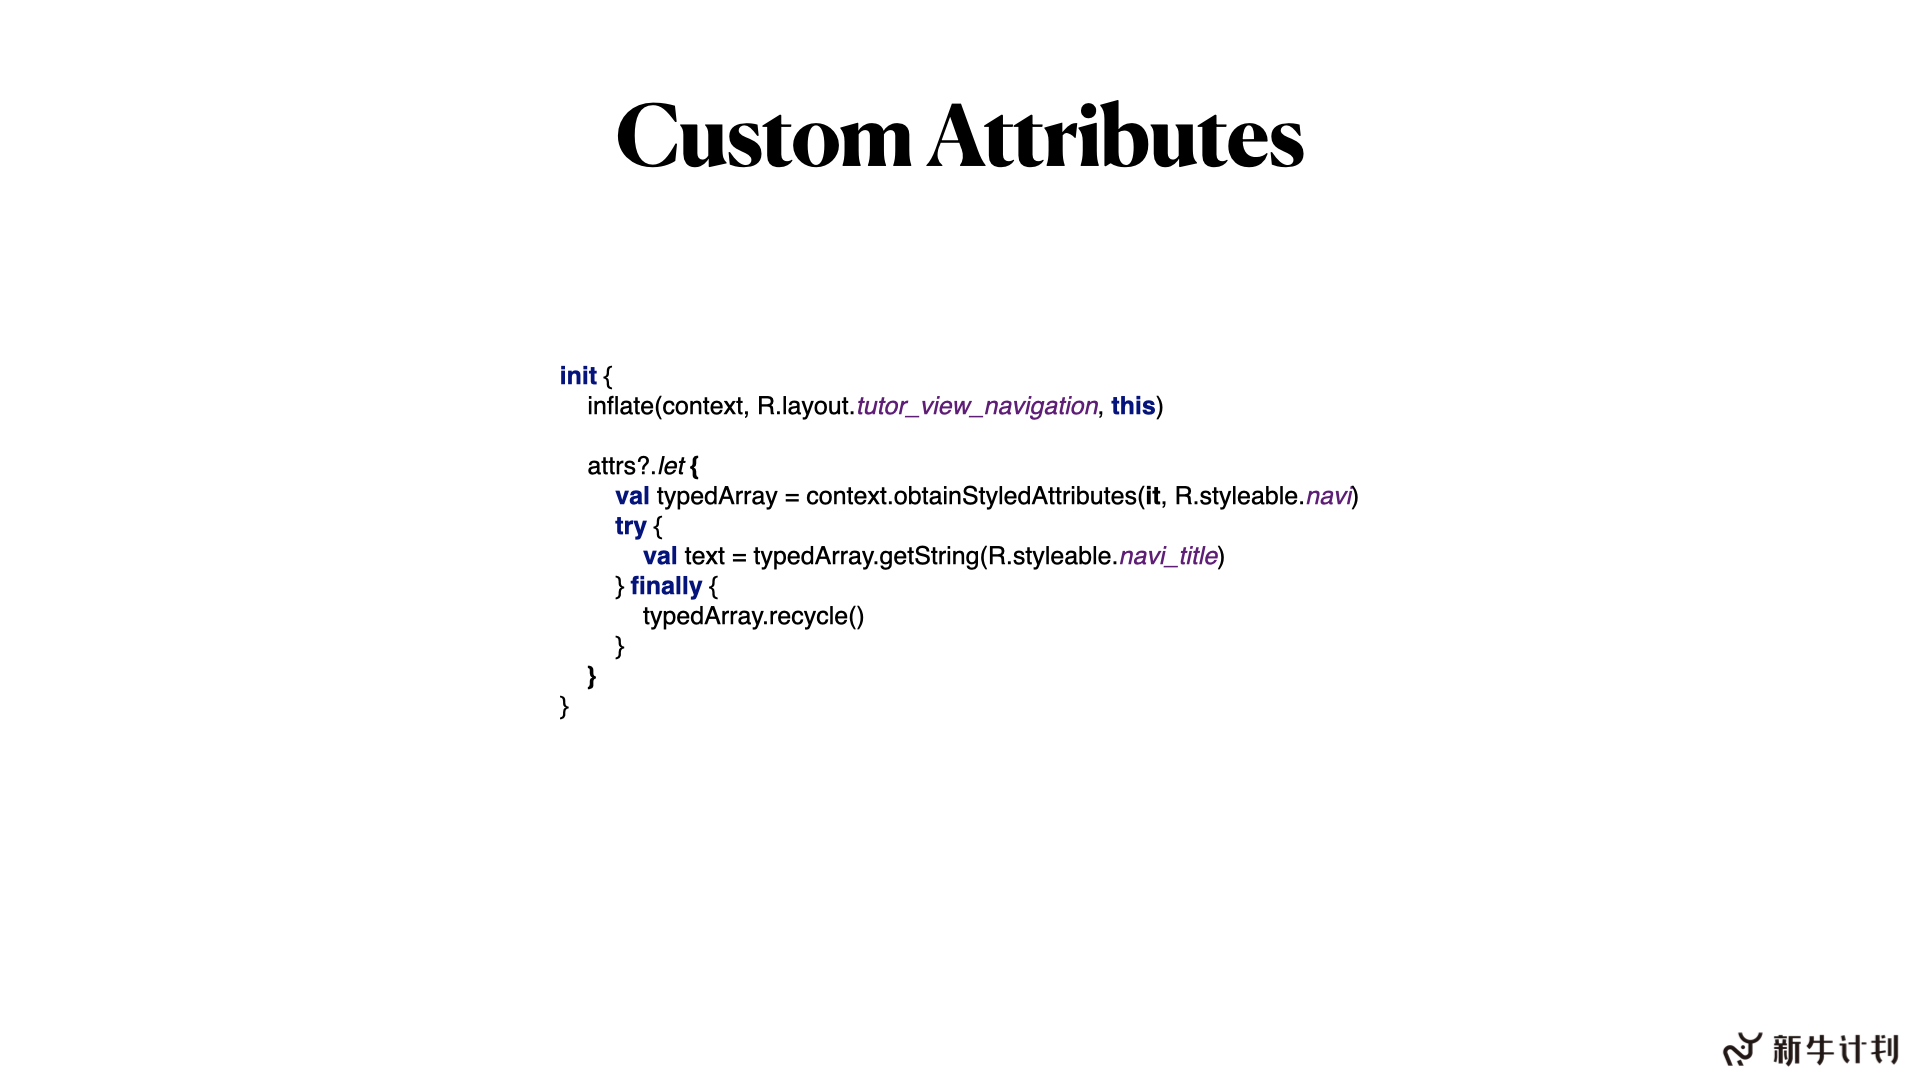 Custom Attributes
init {
    inflate(context, R.layout.tutor_view_navigation, this)
    attrs?.let {
        val typedArray = context.obtainStyledAttributes(it, R.styleable.navi)
        try {
            val text = typedArray.getString(R.styleable.navi_title)
        } finally {
            typedArray.recycle()
        }
    }
}
新牛计划